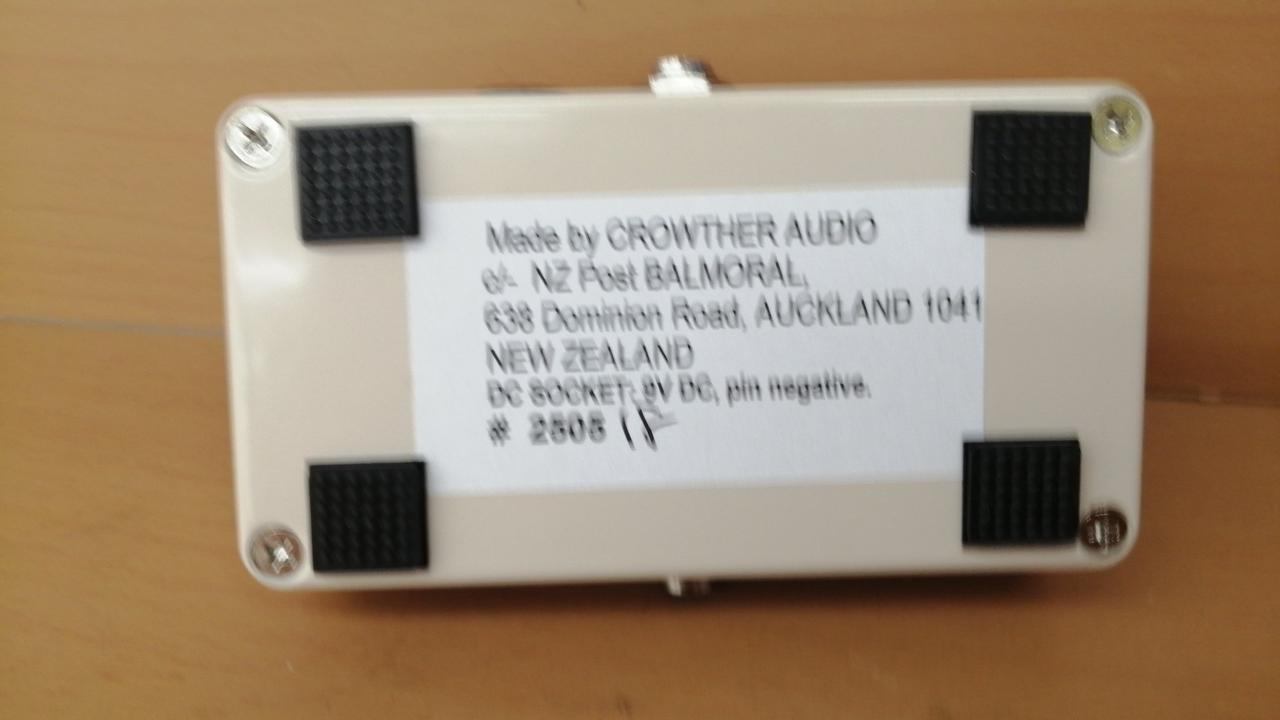 Made by CROWTHER AUDIO
c/- NZ Post BALMORAL,
638 Dominion Road, AUCKLAND 1041
NEW ZEALAND
DC SOCKET: 9V DC, pin negative.
# 2505